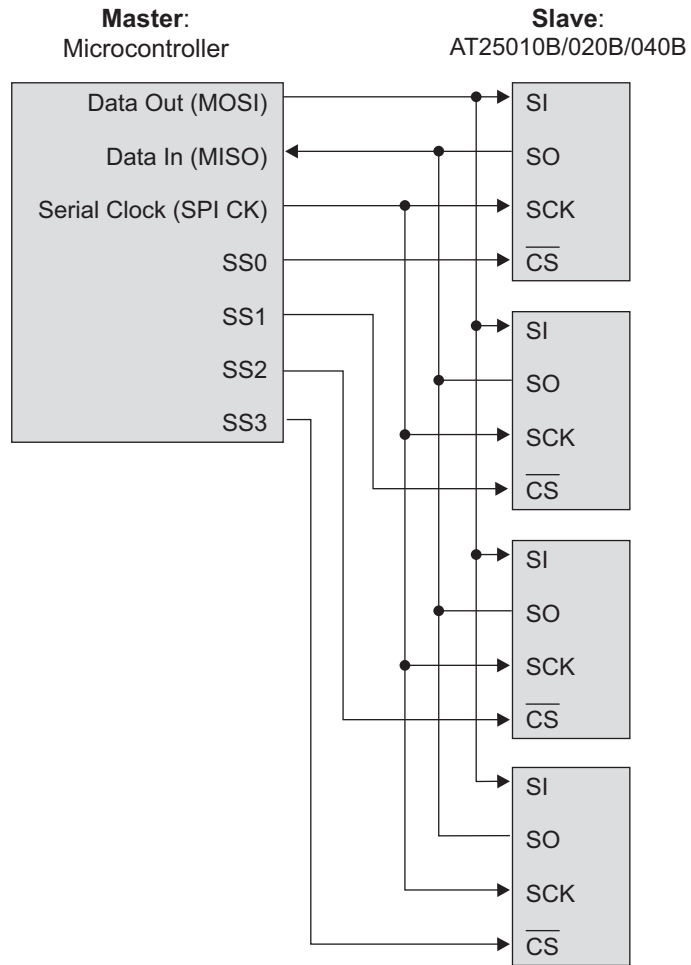 Master:
Microcontroller
Slave:
AT25010B/020B/040B
Data Out (MOSI)
Data In (MISO)
Serial Clock (SPI CK)
SS0
SS1
SS2
SS3
SI
SO
SCK
CS
SI
SO
SCK
CS
SI
SO
SCK
CS
SI
SO
SCK
CS